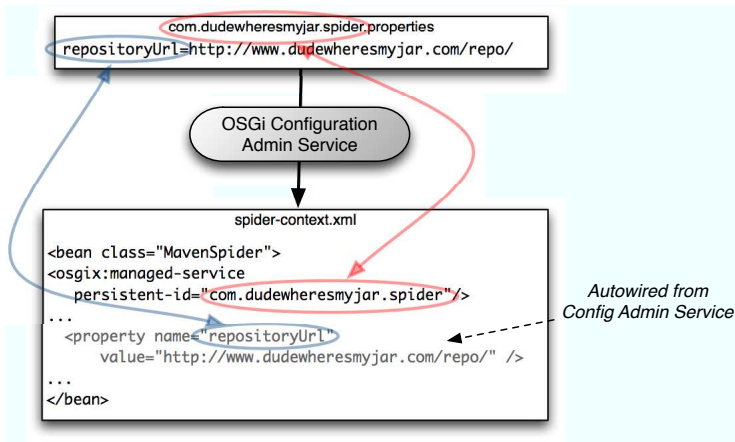 com.dudewheresmyjar.spider.properties
repositoryUrl=http://www.dudewheresmyjar.com/repo/
OSGi Configuration
Admin Service
spider-context.xml
<bean class="MavenSpider">
<osgix:managed-service
persistent-id="com.dudewheresmyjar.spider"/>
...
<property name="repositoryUrl"
value="http://www.dudewheresmyjar.com/repo/" />
...
</bean>
Autowired from
Config Admin Service